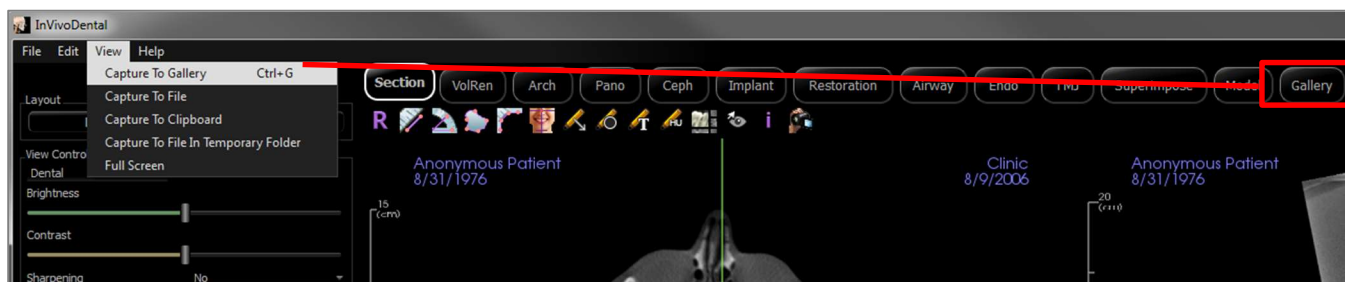 InVivoDental
File Edit View Help
Capture To Gallery Ctrl+G
Capture To File
Capture To Clipboard
Capture To File In Temporary Folder
Full Screen
Layout
View Contro
Dental
Brightness
Contrast
Sharpening No
Section VolRen Arch Pano Ceph Implant Restoration Airway Endo TMJ SuperImpose Model Gallery
R T HU i
Anonymous Patient
8/31/1976
Clinic
8/9/2006
Anonymous Patient
8/31/1976
15
(cm)
20
(cm)